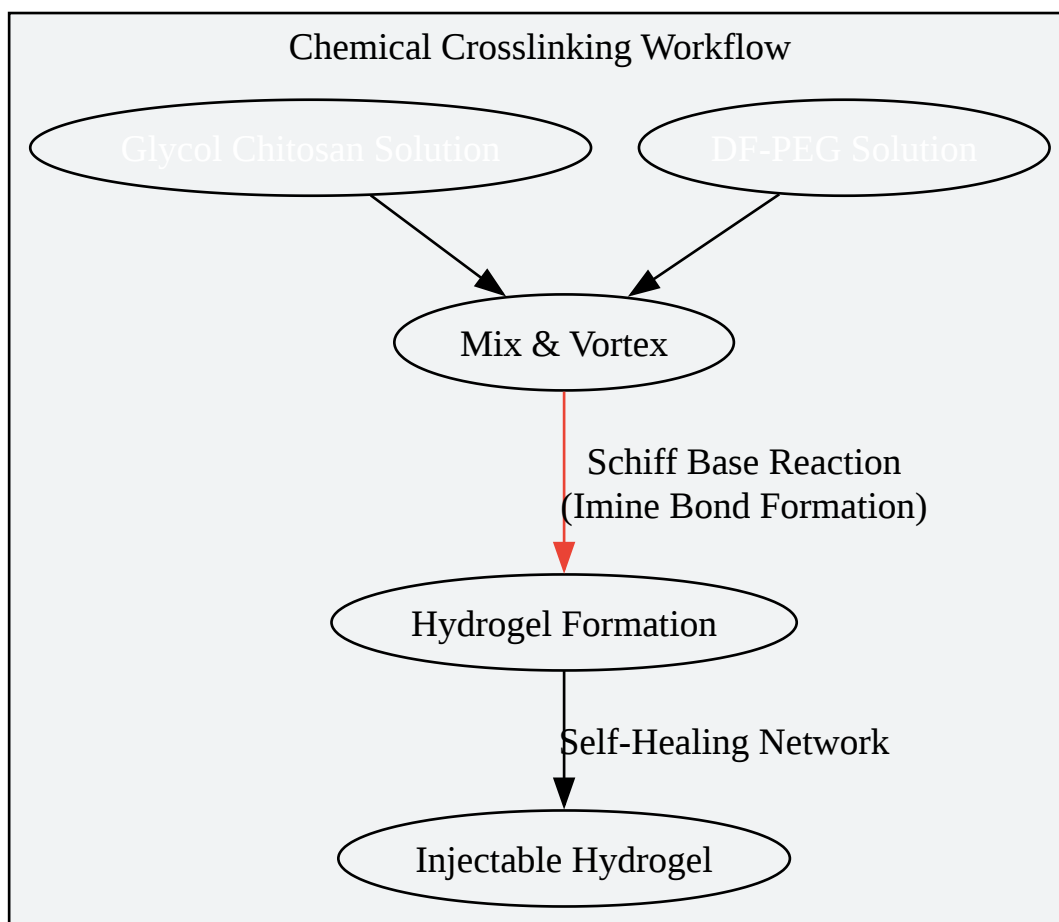 Chemical Crosslinking Workflow
Glycol Chitosan Solution
DF-PEG Solution
Mix & Vortex
Schiff Base Reaction
(Imine Bond Formation)
Hydrogel Formation
Self-Healing Network
Injectable Hydrogel